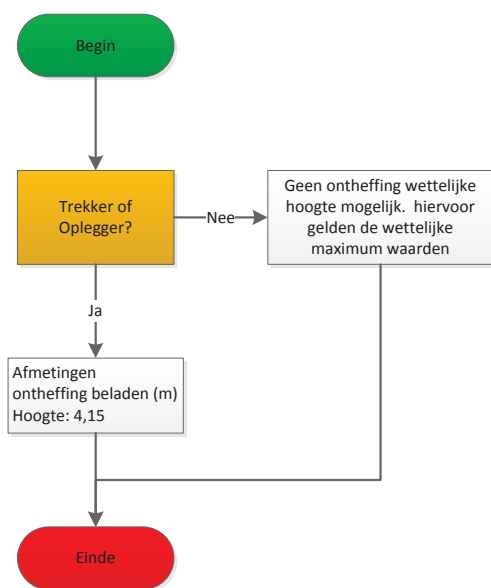 Begin
Trekker of
Oplegger?
Nee
Geen ontheffing wettelijke
hoogte mogelijk. hiervoor
gelden de wettelijke
maximum waarden
Ja
Afmetingen
ontheffing beladen (m)
Hoogte: 4,15
Einde